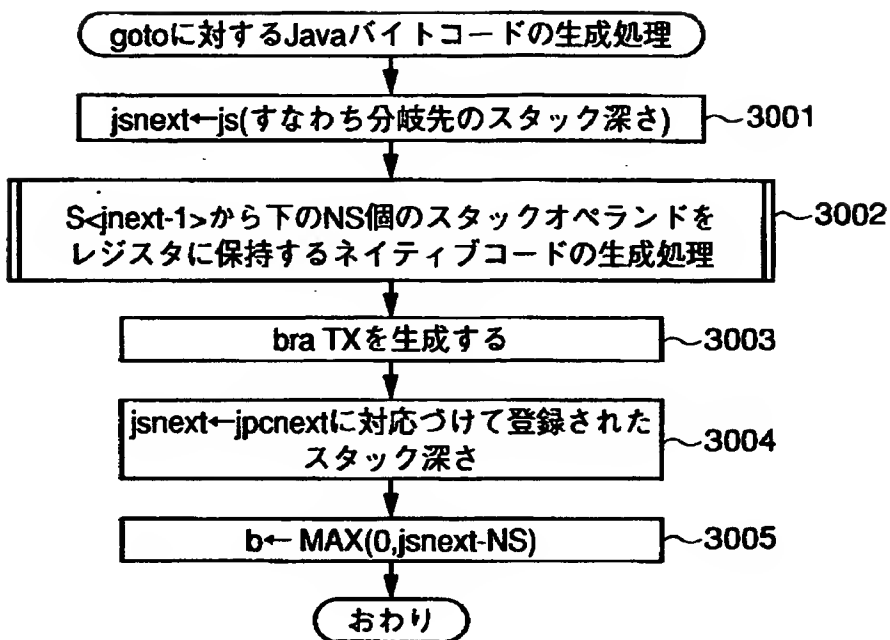 gotoに対するJavaバイトコードの生成処理
jsnext←js(すなわち分岐先のスタック深さ)
3001
S<jnext-1>から下のNS個のスタックオペランドを
レジスタに保持するネイティブコードの生成処理
3002
bra TXを生成する
3003
jsnext←jpcnextに対応づけて登録された
スタック深さ
3004
b← MAX(0,jsnext-NS)
3005
おわり